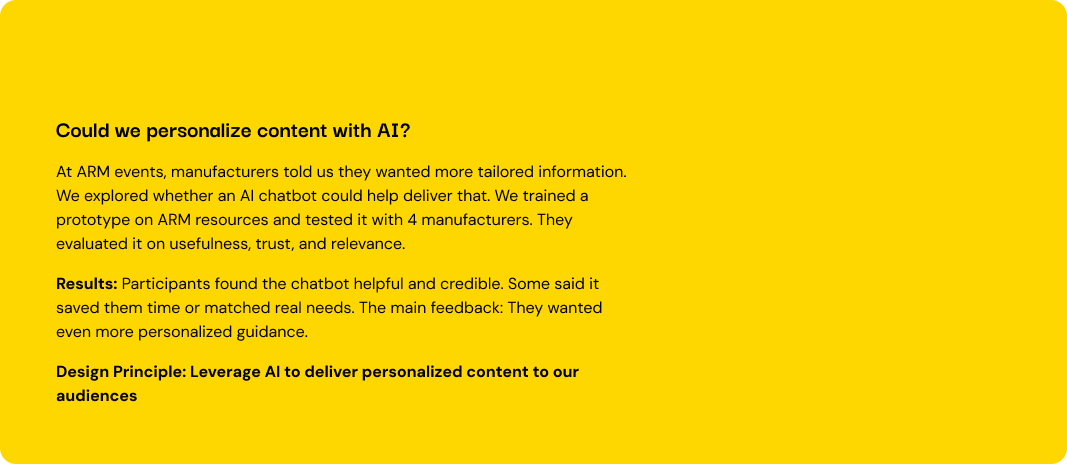 Could we personalize content with AI?
At ARM events, manufacturers told us they wanted more tailored information.
We explored whether an AI chatbot could help deliver that. We trained a
prototype on ARM resources and tested it with 4 manufacturers. They
evaluated it on usefulness, trust, and relevance.
Results: Participants found the chatbot helpful and credible. Some said it
saved them time or matched real needs. The main feedback: They wanted
even more personalized guidance.
Design Principle: Leverage AI to deliver personalized content to our
audiences